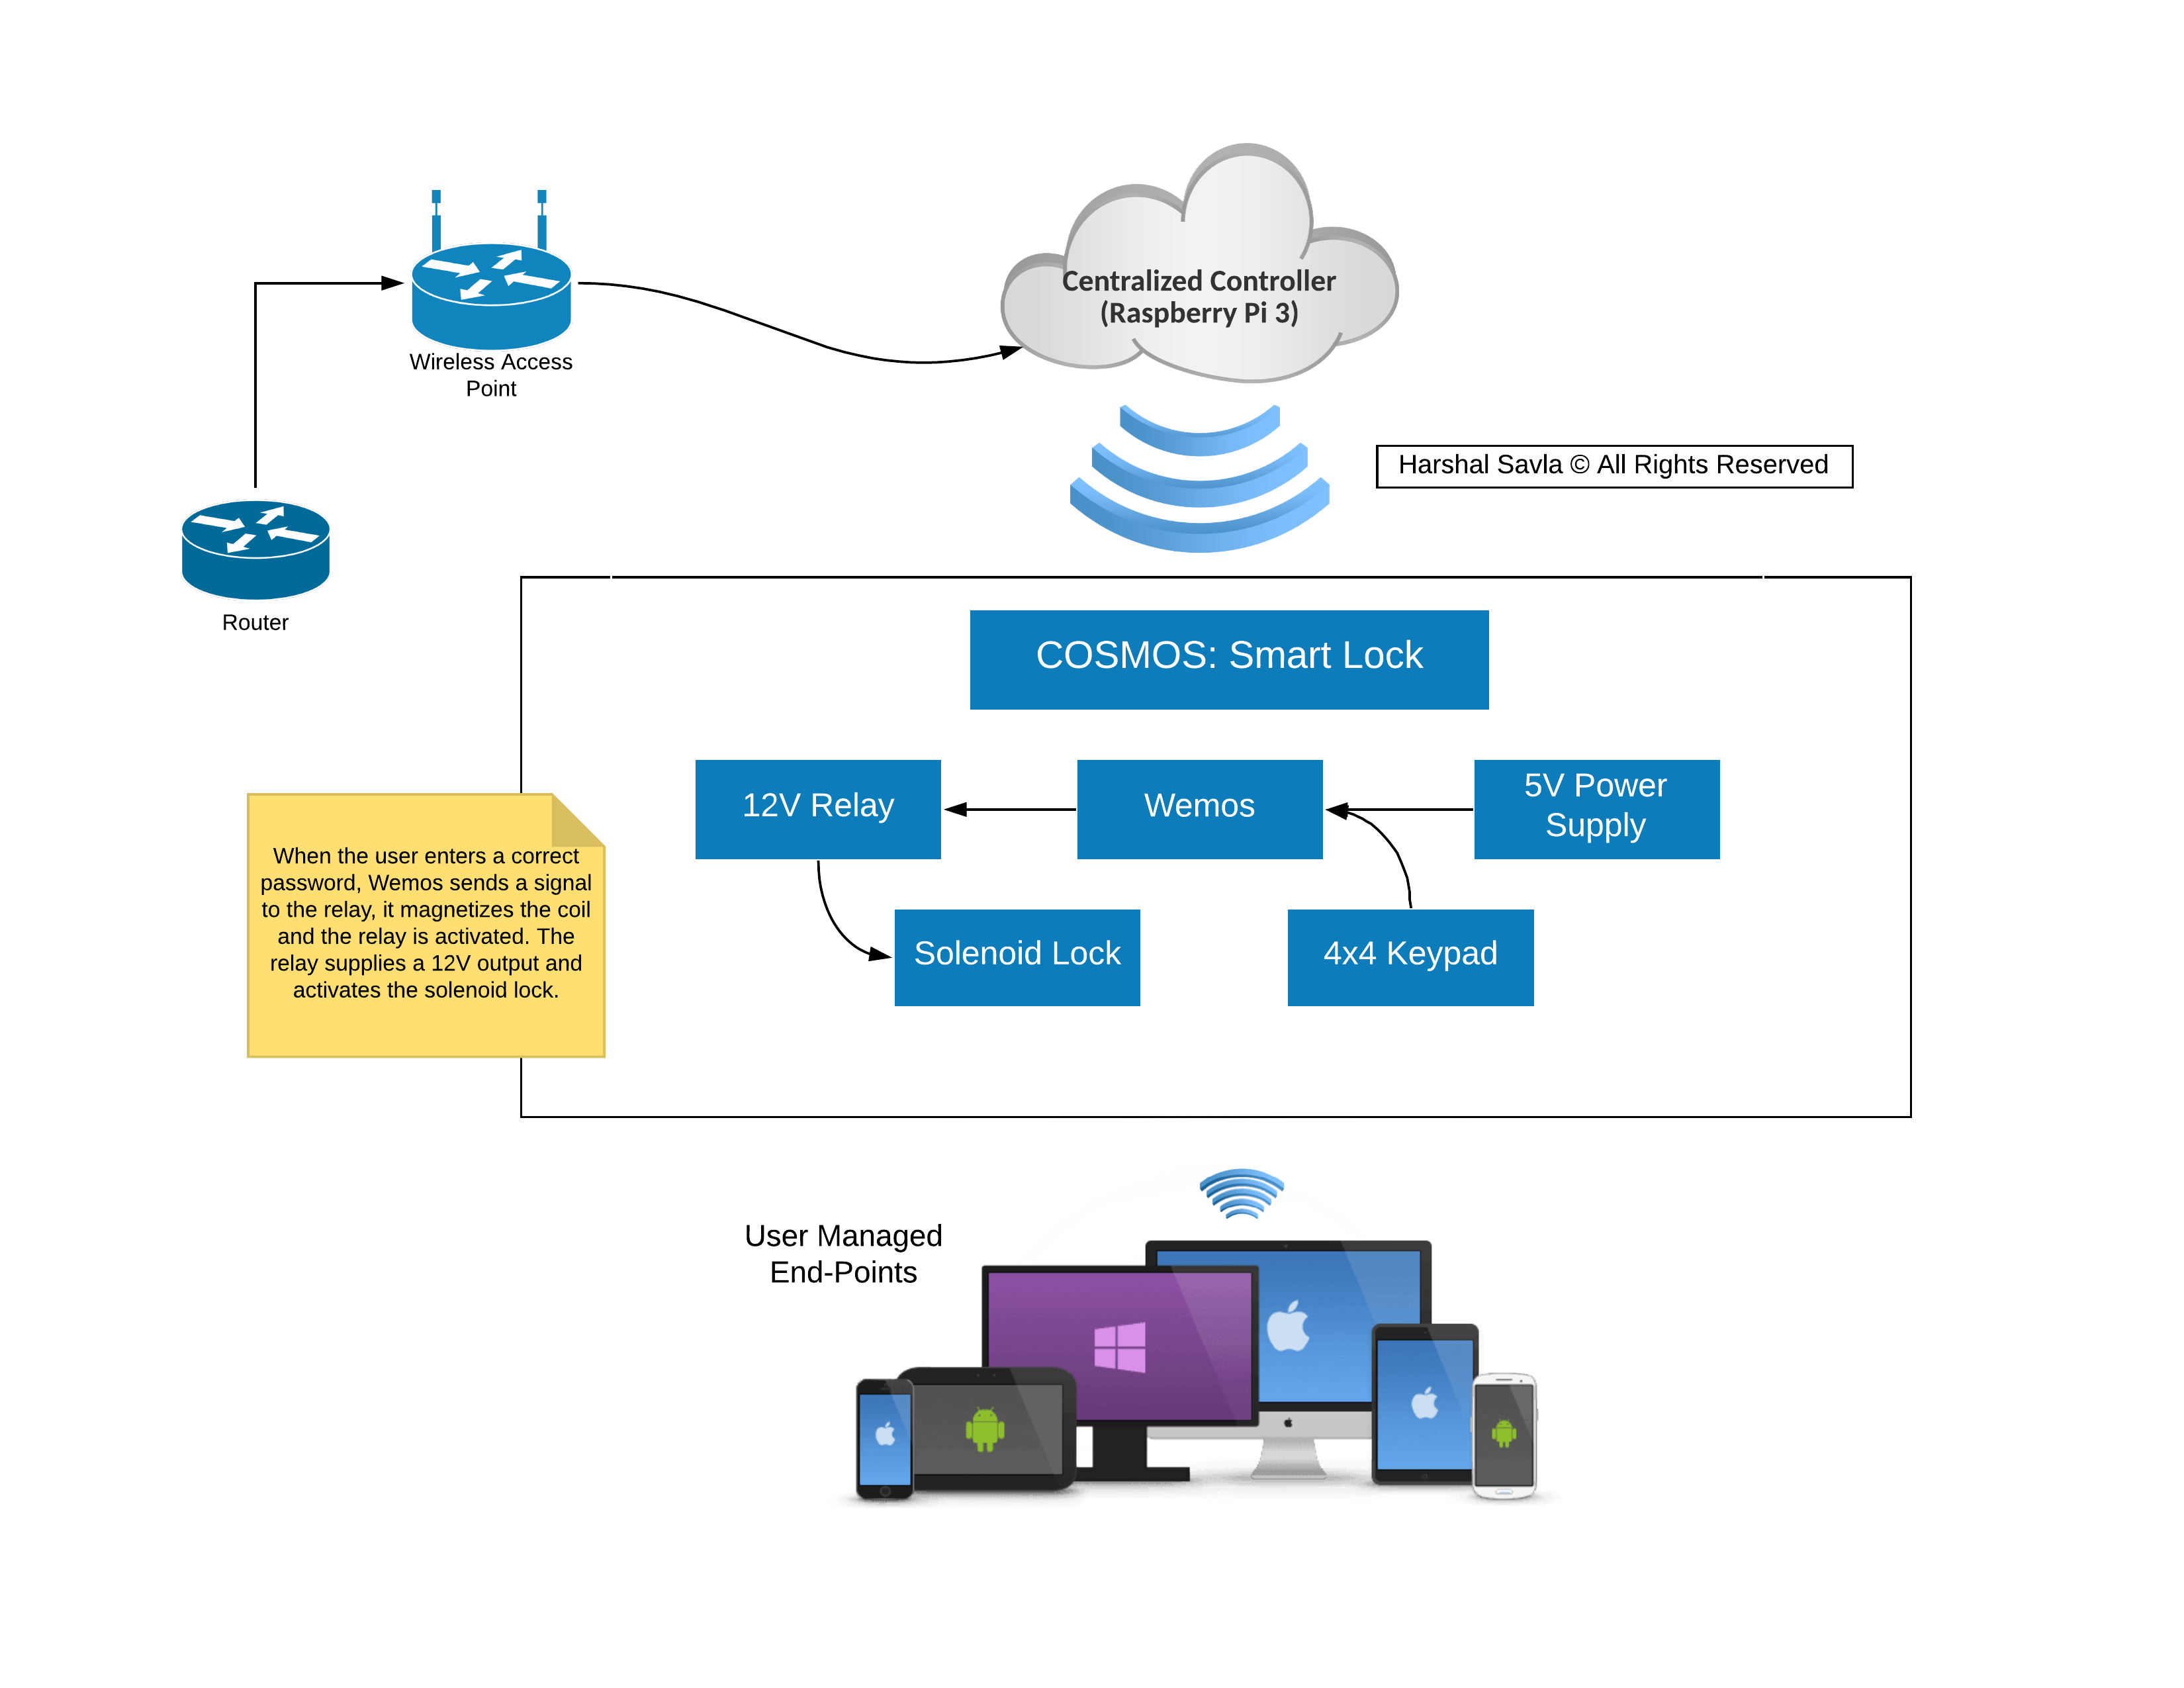 Centralized Controller
(Raspberry Pi 3)
Wireless Access
Point
Harshal Savla © All Rights Reserved
Router
COSMOS: Smart Lock
12V Relay
Wemos
5V Power
Supply
When the user enters a correct
password, Wemos sends a signal
to the relay, it magnetizes the coil
and the relay is activated. The
relay supplies a 12V output and
activates the solenoid lock.
Solenoid Lock
4x4 Keypad
User Managed
End-Points